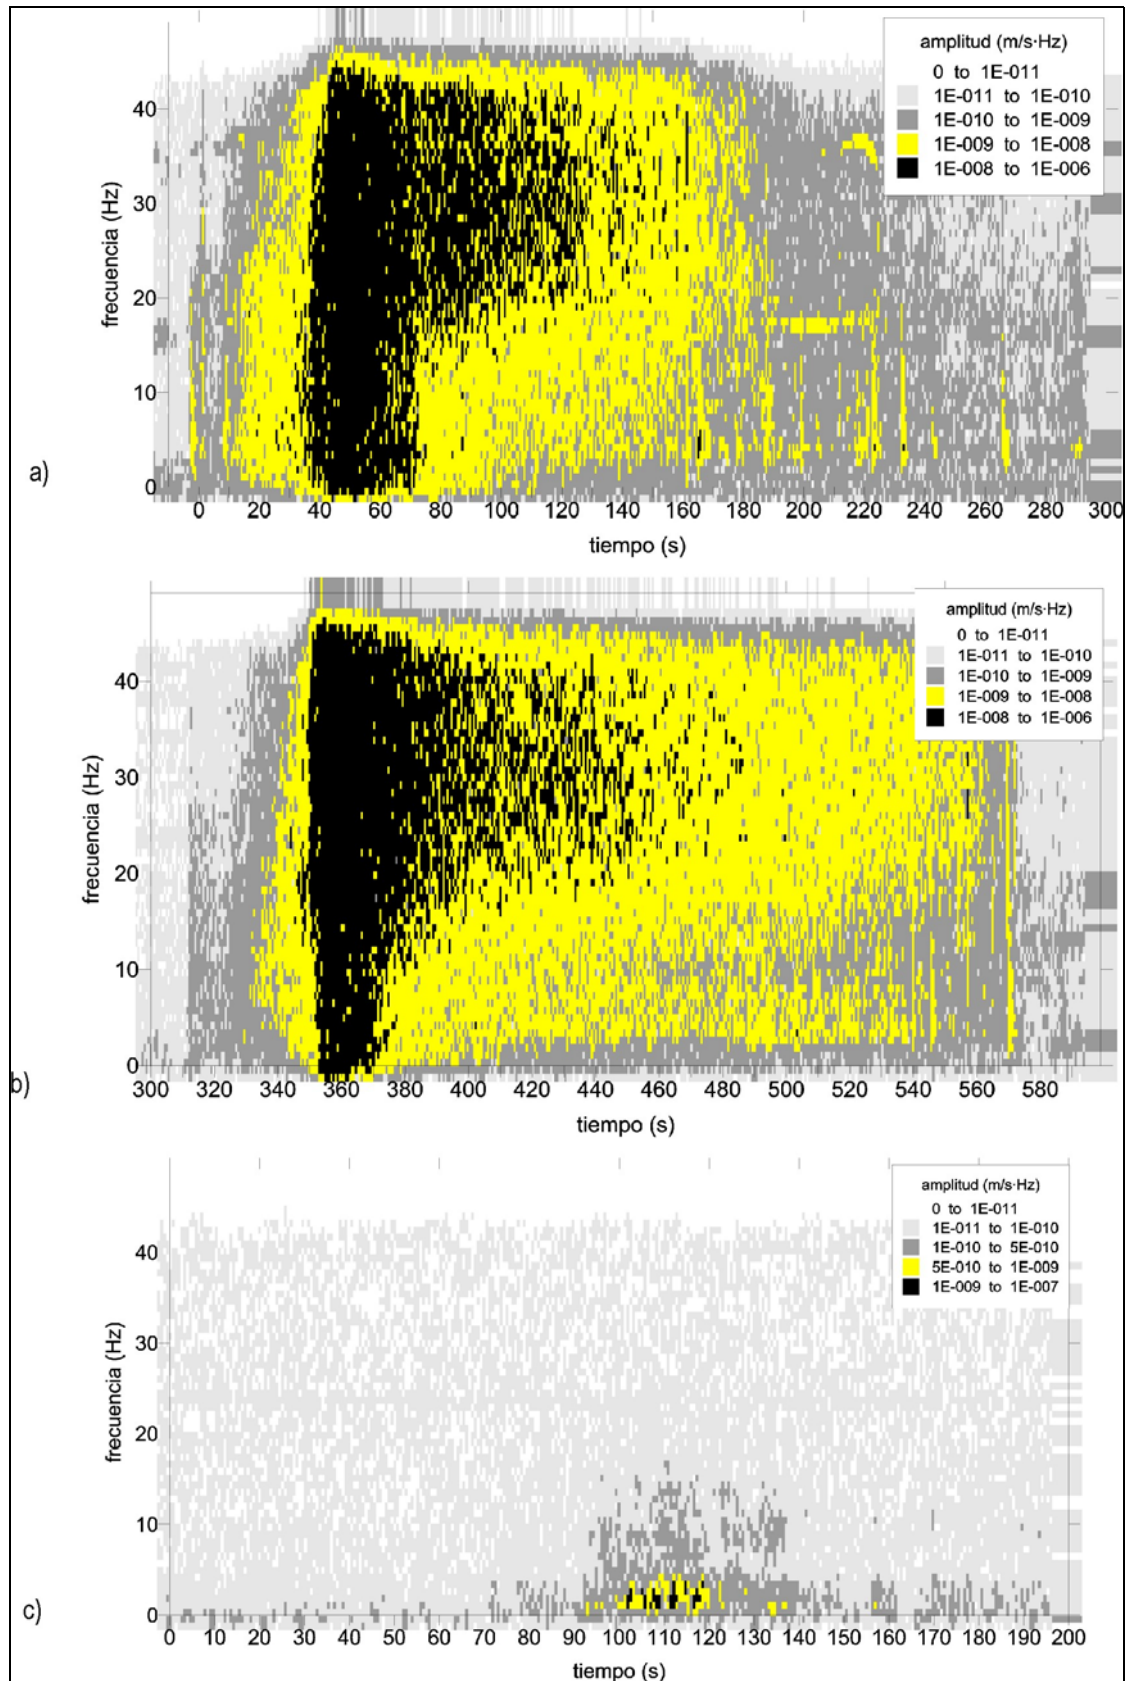 amplitud (m/s·Hz)
0 to 1E-011
1E-011 to 1E-010
1E-010 to 1E-009
1E-009 to 1E-008
1E-008 to 1E-006
40
30
20
10
0
frecuencia (Hz)
a)
0 20 40 60 80 100 120 140 160 180 200 220 240 260 280 300
tiempo (s)
amplitud (m/s·Hz)
0 to 1E-011
1E-011 to 1E-010
1E-010 to 1E-009
1E-009 to 1E-008
1E-008 to 1E-006
40
30
20
10
0
frecuencia (Hz)
b)
300 320 340 360 380 400 420 440 460 480 500 520 540 560 580
tiempo (s)
amplitud (m/s·Hz)
0 to 1E-011
1E-011 to 1E-010
1E-010 to 5E-010
5E-010 to 1E-009
1E-009 to 1E-007
40
30
20
10
0
frecuencia (Hz)
c)
0 10 20 30 40 50 60 70 80 90 100 110 120 130 140 150 160 170 180 190 200
tiempo (s)